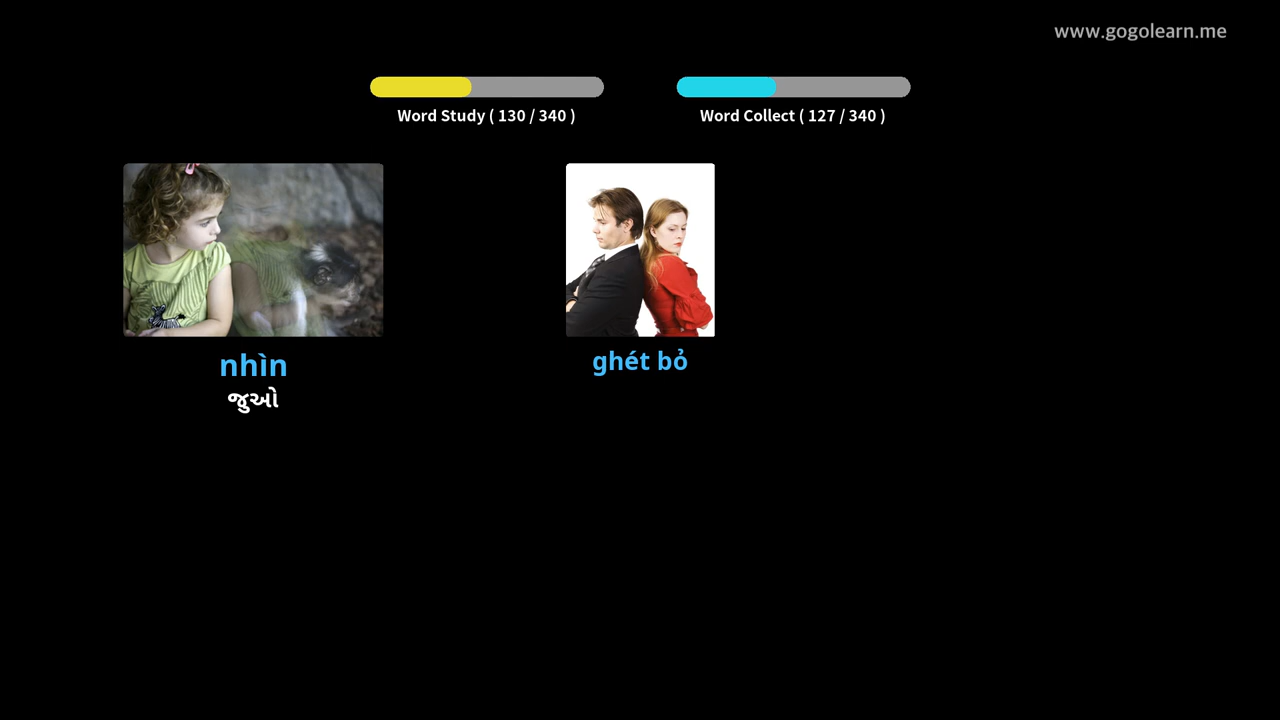 www.gogolearn.me
Word Study ( 130 / 340 )
Word Collect ( 127 / 340 )
nhìn
જુઓ
ghét bỏ